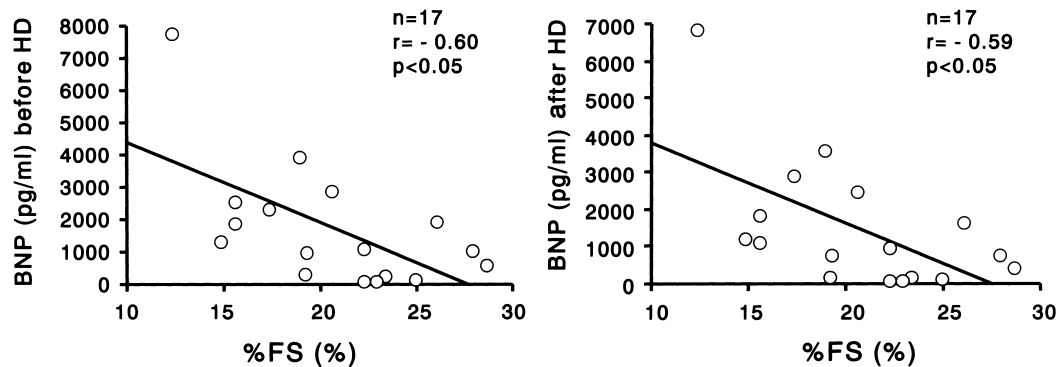 BNP (pg/ml) before HD
8000
7000
6000
5000
4000
3000
2000
1000
0
10 15 20 25 30
%FS (%)
n=17
r= - 0.60
p<0.05
BNP (pg/ml) after HD
7000
6000
5000
4000
3000
2000
1000
0
10 15 20 25 30
%FS (%)
n=17
r= - 0.59
p<0.05